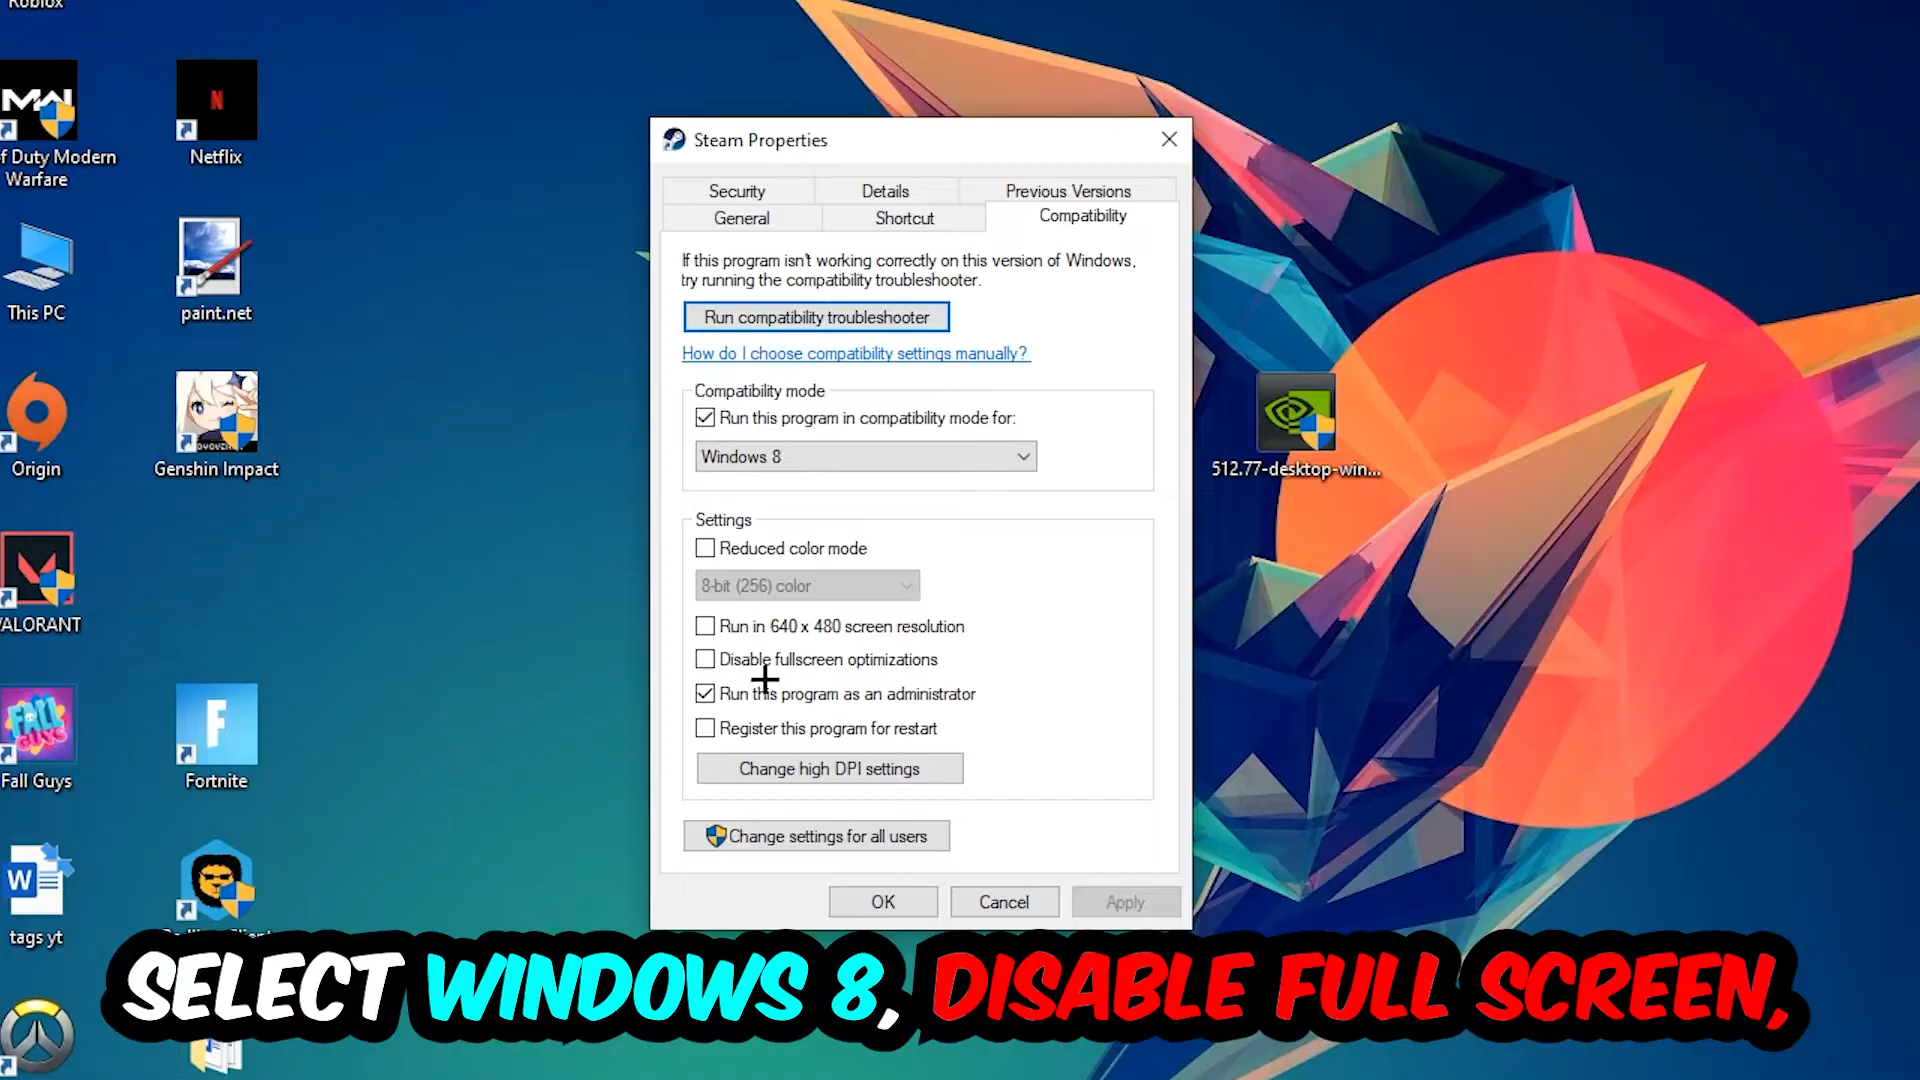 Roblox
MW
f Duty Modern
Warfare
N
Netflix
This PC
paint.net
Origin
Genshin Impact
VALORANT
FALL
GUYS
Fall Guys
F
Fortnite
W
tags yt
Steam Properties
Security
Details
Previous Versions
General
Shortcut
Compatibility
If this program isn't working correctly on this version of Windows,
try running the compatibility troubleshooter.
Run compatibility troubleshooter
How do I choose compatibility settings manually?
Compatibility mode
Run this program in compatibility mode for:
Windows 8
Settings
Reduced color mode
8-bit (256) color
Run in 640 x 480 screen resolution
Disable fullscreen optimizations
Run this program as an administrator
Register this program for restart
Change high DPI settings
Change settings for all users
OK
Cancel
Apply
512.77-desktop-win...
SELECT WINDOWS 8, DISABLE FULL SCREEN,